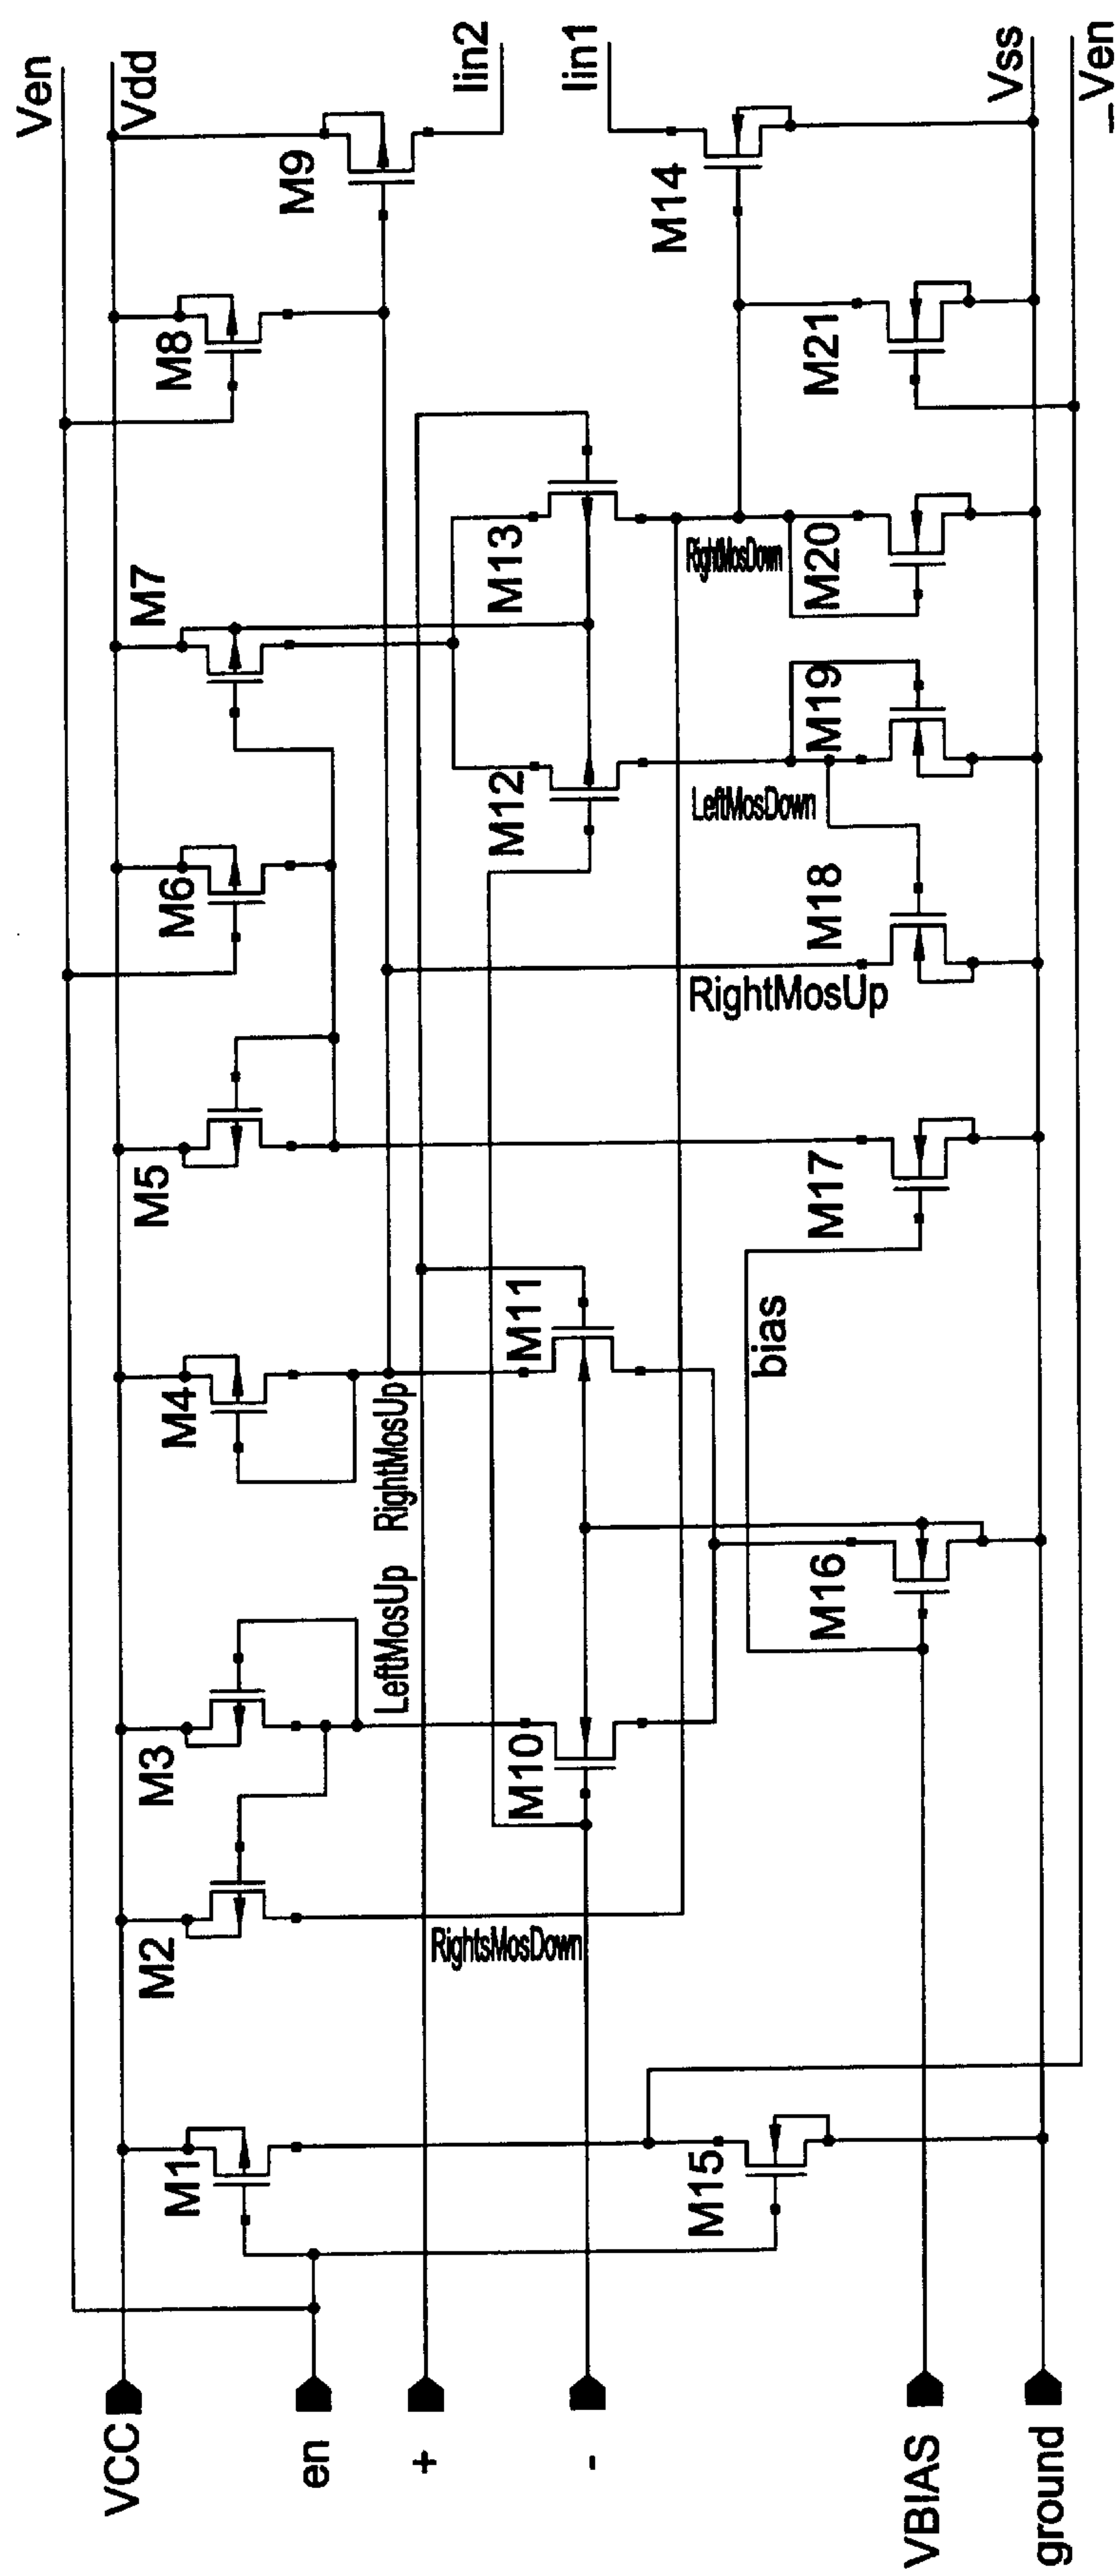 Ven
Vdd
VCC
en
+
-
VBIAS
ground
M1
M2
M3
M4
M5
M6
M7
M8
M9
Iin2
LeftMosUp
RightMosUp
RightsMosDown
M10
M11
M12
M13
Iin1
M14
RightMosDown
LeftMosDown
RightMosUp
bias
M15
M16
M17
M18
M19
M20
M21
Vss
_Ven